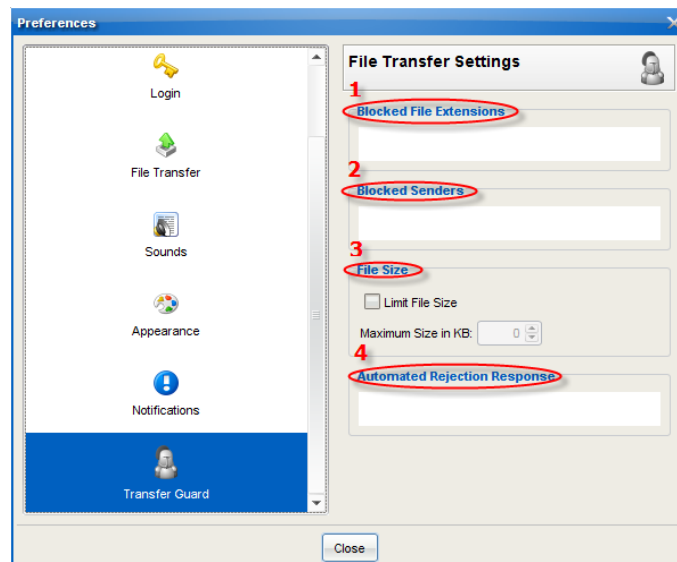 Preferences
Login
File Transfer
Sounds
Appearance
Notifications
Transfer Guard
File Transfer Settings
1
Blocked File Extensions
2
Blocked Senders
3
File Size
Limit File Size
Maximum Size in KB: 0
4
Automated Rejection Response
Close